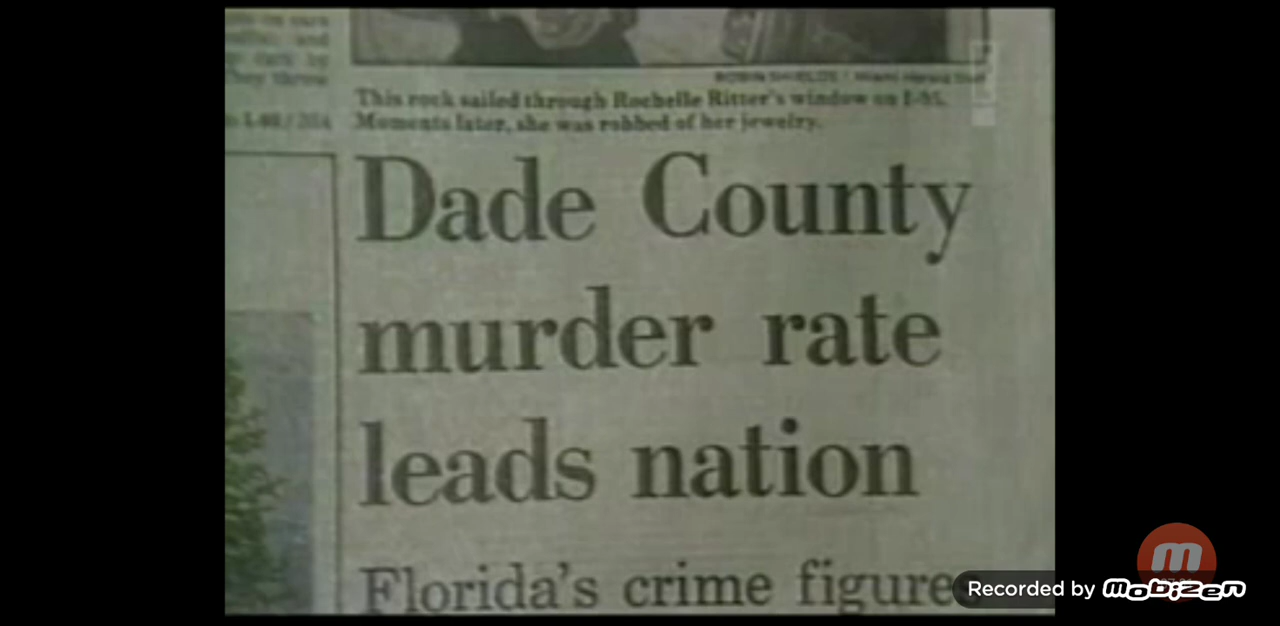 This rock sailed through Rochelle Ritter's window on I-95.
Moments later, she was robbed of her jewelry.
Dade County
murder rate
leads nation
Florida's crime figures
Recorded by mobizen